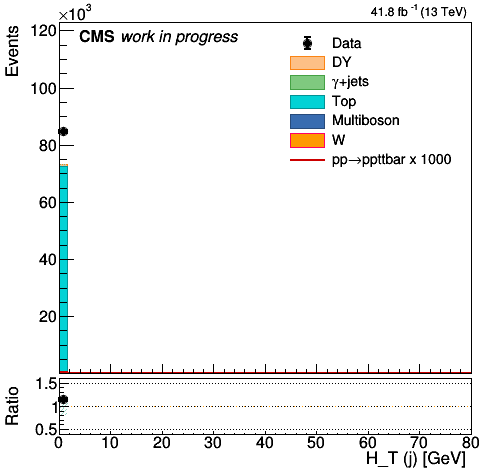 ×10³
41.8 fb⁻¹ (13 TeV)
CMS work in progress
Events
120
100
80
60
40
20
Data
DY
γ+jets
Top
Multiboson
W
pp→ppttbar x 1000
Ratio
1.5
1
0.5
0 10 20 30 40 50 60 70 80
H_T (j) [GeV]